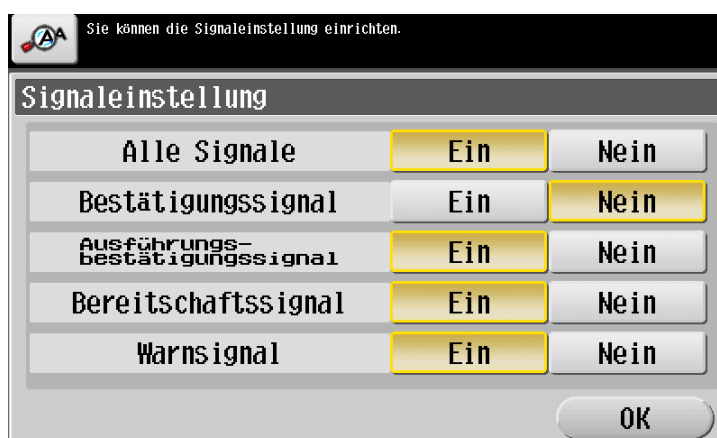 Sie können die Signaleinstellung einrichten.
Signaleinstellung
Alle Signale Ein Nein
Bestätigungssignal Ein Nein
Ausführungs-
bestätigungssignal Ein Nein
Bereitschaftssignal Ein Nein
Warnsignal Ein Nein
OK